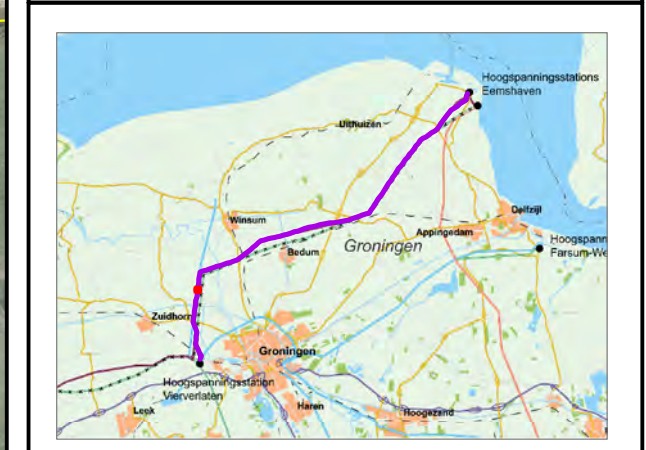 Hoogspanningsstations
Eemshaven
Uithuizen
Winsum
Delfzijl
Appingedam
Groningen
Bedum
Hoogspann
Farsum-We
Zuidhorn
Groningen
Hoogspanningsstation
Vierverlaten
Leek
Haren
Hoogezand